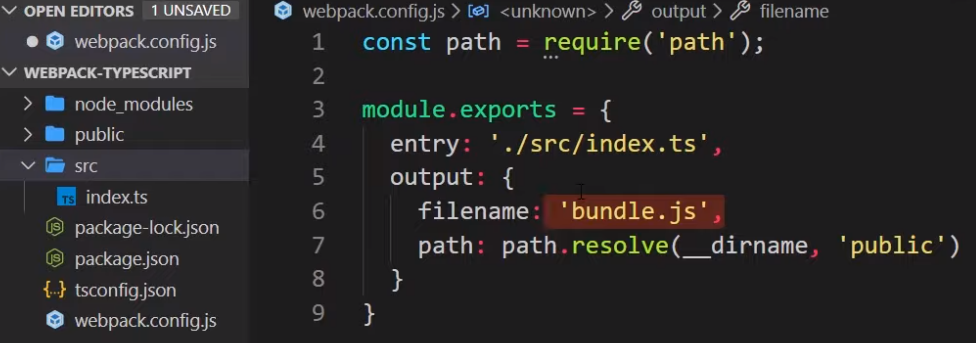 OPEN EDITORS 1 UNSAVED
webpack.config.js
WEBPACK-TYPESCRIPT
node_modules
public
src
TS index.ts
JS package-lock.json
JS package.json
{..} tsconfig.json
webpack.config.js
webpack.config.js > <unknown> > output > filename
1 const path = require('path');
2
3 module.exports = {
4 entry: './src/index.ts',
5 output: {
6 filename: 'bundle.js',
7 path: path.resolve(__dirname, 'public')
8 }
9 }